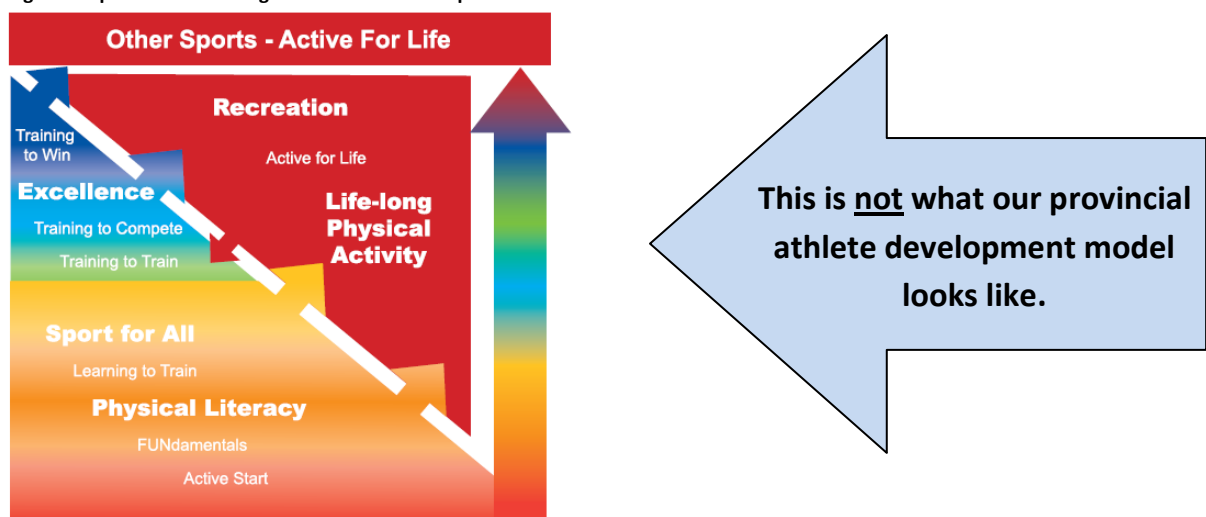 Other Sports - Active For Life
Recreation
Active for Life
Life-long
Physical
Activity
Training
to Win
Excellence
Training to Compete
Training to Train
Sport for All
Learning to Train
Physical Literacy
FUNdamentals
Active Start
This is not what our provincial
athlete development model
looks like.